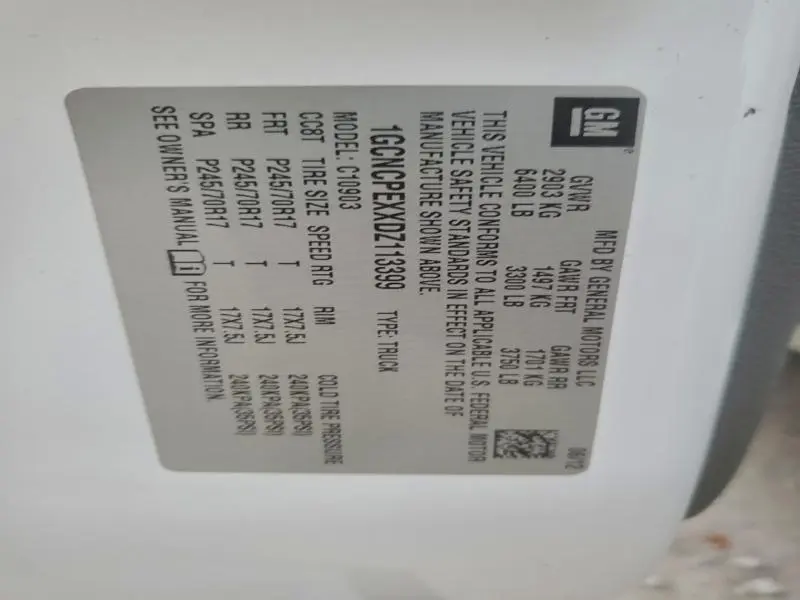 GM
MFD BY GENERAL MOTORS LLC 06/12
GVWR GAWR FRT GAWR RR
2903 KG 1497 KG 1701 KG
6400 LB 3300 LB 3750 LB
THIS VEHICLE CONFORMS TO ALL APPLICABLE U.S. FEDERAL MOTOR
VEHICLE SAFETY STANDARDS IN EFFECT ON THE DATE OF
MANUFACTURE SHOWN ABOVE.
1GCNCPEXXDZ113399 TYPE: TRUCK
MODEL: C10903
CC8T TIRE SIZE SPEED RTG RIM COLD TIRE PRESSURE
FRT P245/70R17 T 17X7.5J 240KPA(35PSI)
RR P245/70R17 T 17X7.5J 240KPA(35PSI)
SPA P245/70R17 T 17X7.5J 240KPA(35PSI)
SEE OWNER'S MANUAL FOR MORE INFORMATION.